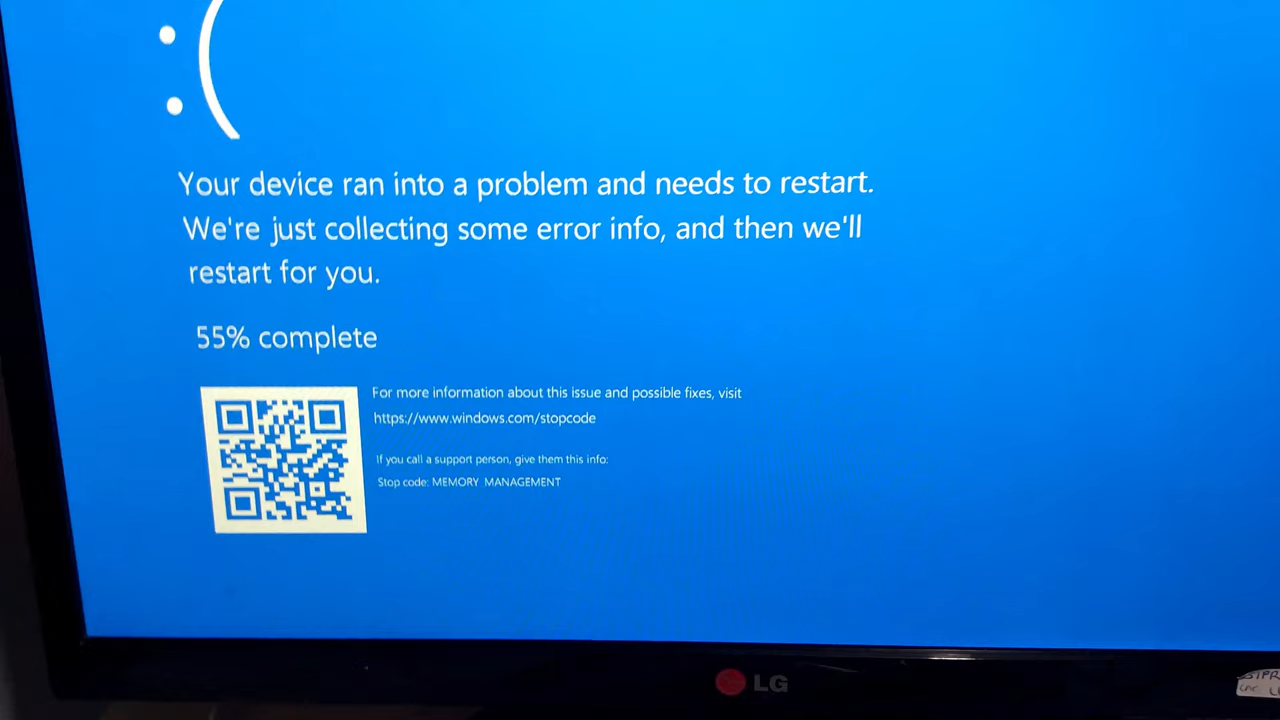 :(
Your device ran into a problem and needs to restart.
We're just collecting some error info, and then we'll
restart for you.
55% complete
For more information about this issue and possible fixes, visit
https://www.windows.com/stopcode
If you call a support person, give them this info:
Stop code: MEMORY MANAGEMENT
LG